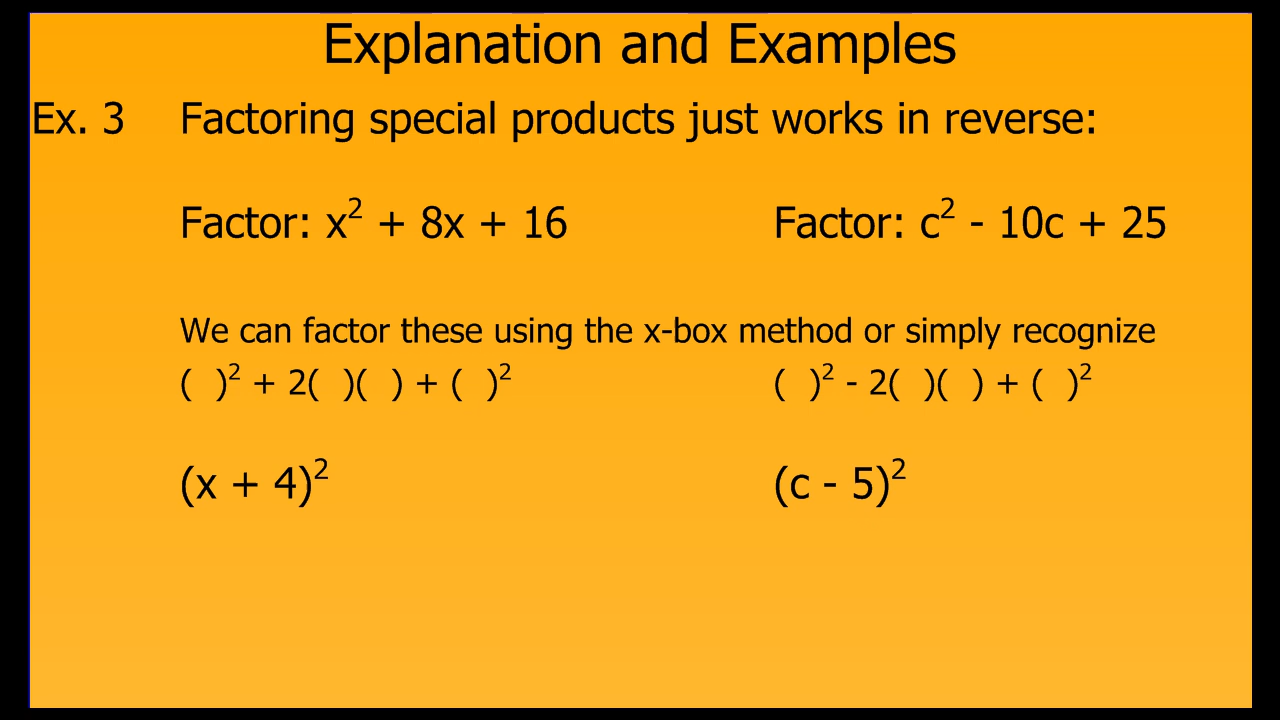 Explanation and Examples
Ex. 3 Factoring special products just works in reverse:
Factor: x² + 8x + 16 Factor: c² - 10c + 25
We can factor these using the x-box method or simply recognize
( )² + 2( )( ) + ( )² ( )² - 2( )( ) + ( )²
(x + 4)² (c - 5)²